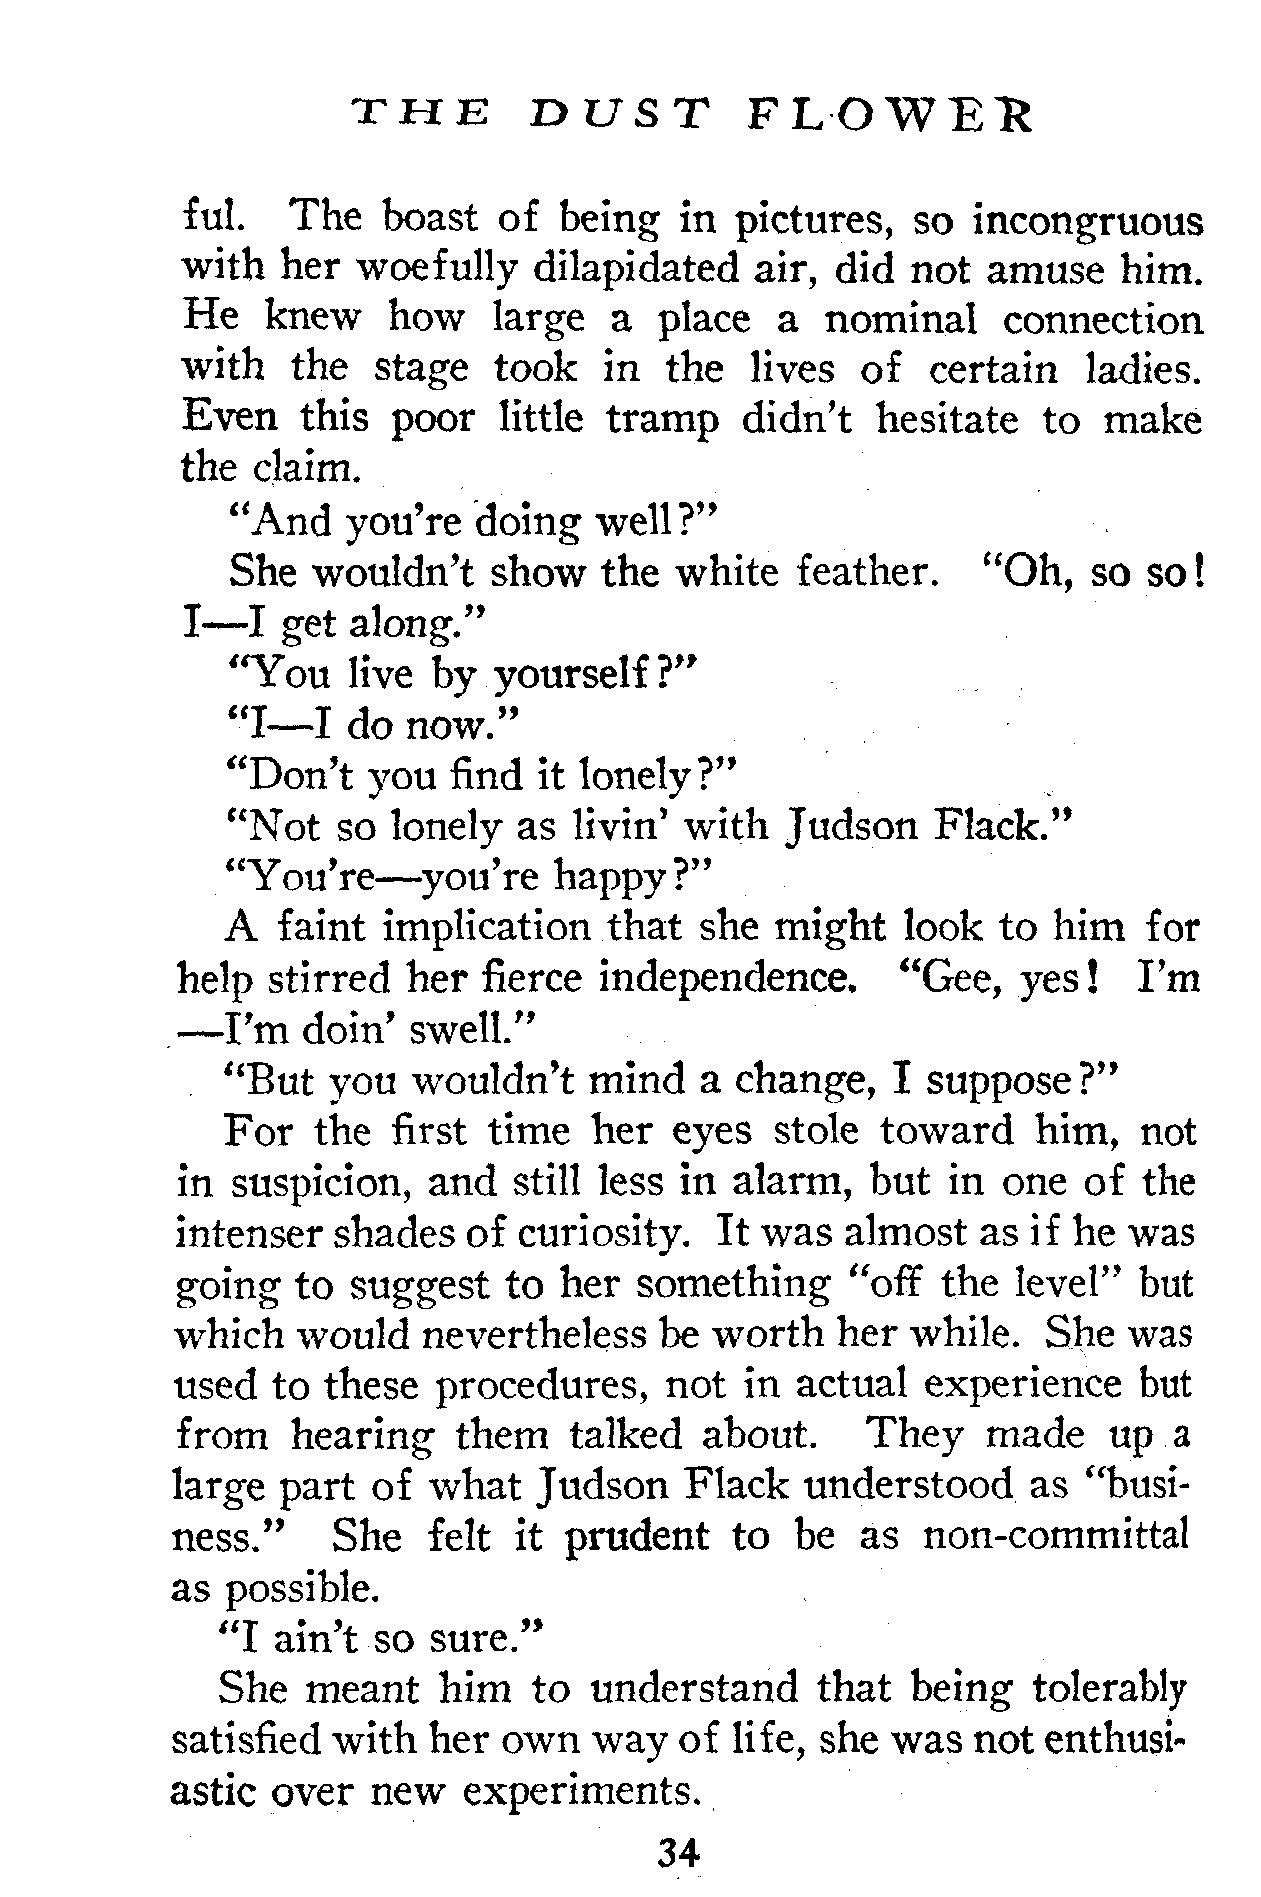 THE DUST FLOWER
ful. The boast of being in pictures, so incongruous
with her woefully dilapidated air, did not amuse him.
He knew how large a place a nominal connection
with the stage took in the lives of certain ladies.
Even this poor little tramp didn't hesitate to make
the claim.
"And you're doing well?"
She wouldn't show the white feather. "Oh, so so!
I—I get along."
"You live by yourself?"
"I—I do now."
"Don't you find it lonely?"
"Not so lonely as livin' with Judson Flack."
"You're—you're happy?"
A faint implication that she might look to him for
help stirred her fierce independence. "Gee, yes! I'm
—I'm doin' swell."
"But you wouldn't mind a change, I suppose?"
For the first time her eyes stole toward him, not
in suspicion, and still less in alarm, but in one of the
intenser shades of curiosity. It was almost as if he was
going to suggest to her something "off the level" but
which would nevertheless be worth her while. She was
used to these procedures, not in actual experience but
from hearing them talked about. They made up a
large part of what Judson Flack understood as "busi-
ness." She felt it prudent to be as non-committal
as possible.
"I ain't so sure."
She meant him to understand that being tolerably
satisfied with her own way of life, she was not enthusi-
astic over new experiments.
34